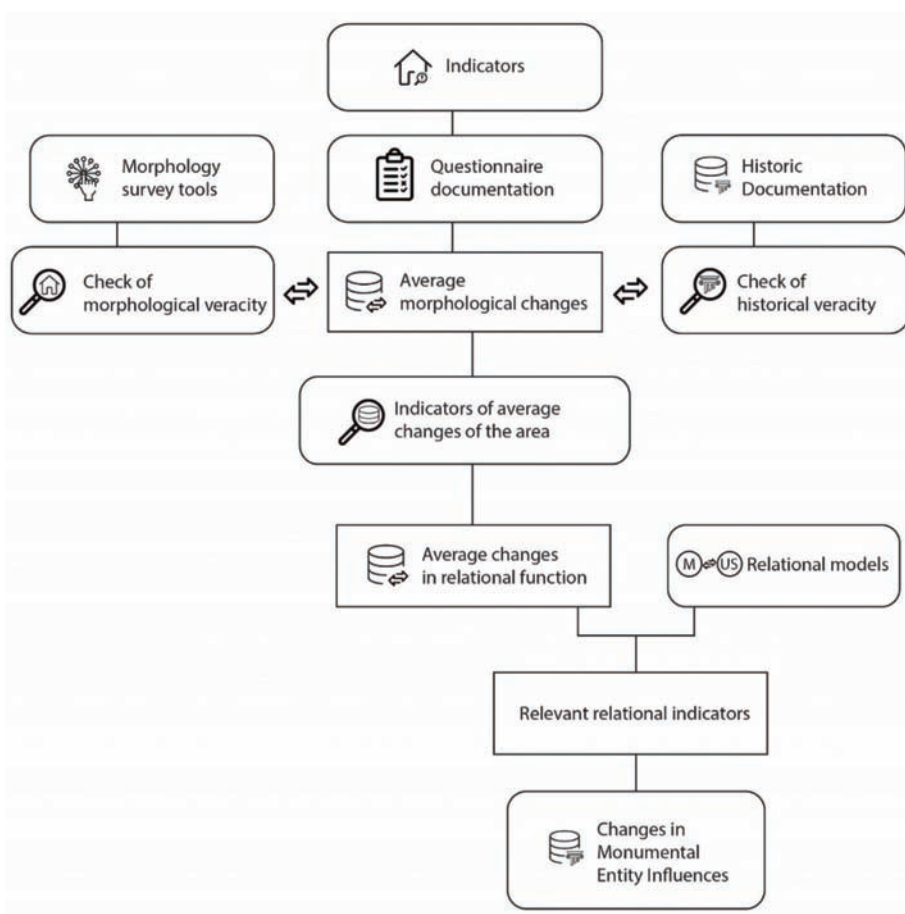 Indicators
Morphology
survey tools
Questionnaire
documentation
Historic
Documentation
Check of
morphological veracity
Average
morphological changes
Check of
historical veracity
Indicators of average
changes of the area
Average changes
in relational function
M US Relational models
Relevant relational indicators
Changes in
Monumental
Entity Influences